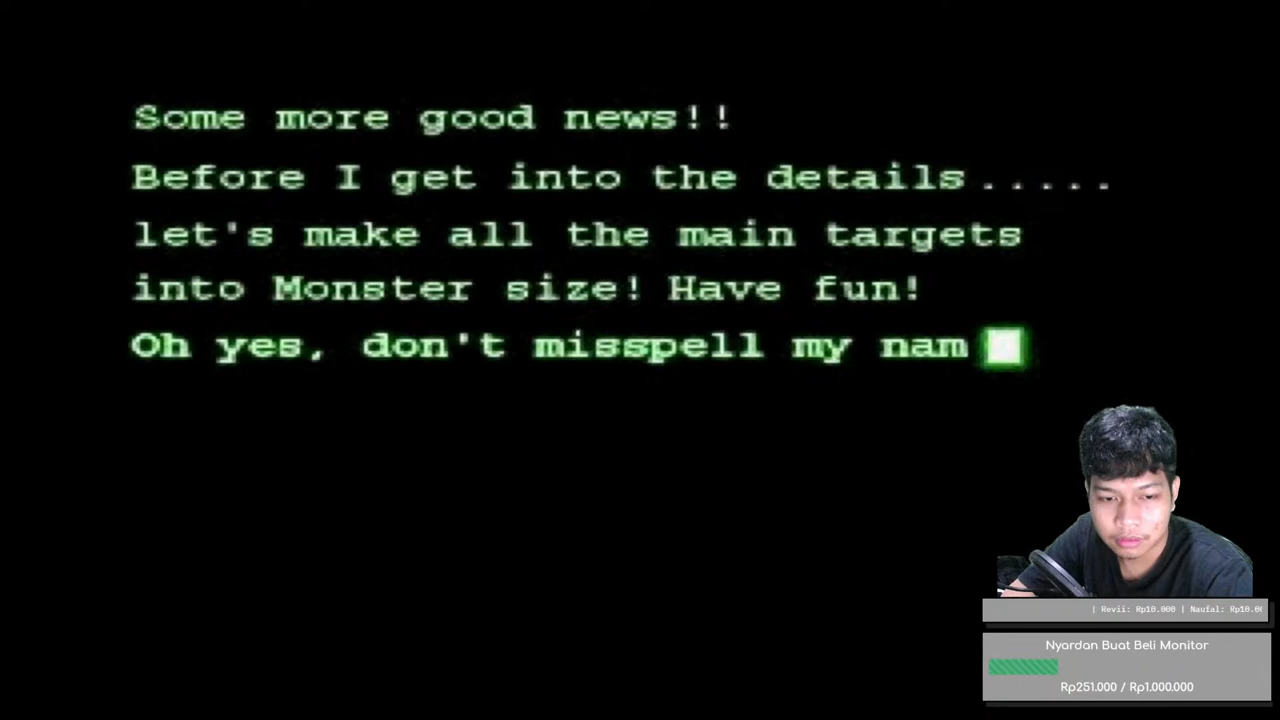 Some more good news!!
Before I get into the details.....
let's make all the main targets
into Monster size! Have fun!
Oh yes, don't misspell my nam
| Revii: Rp10.000 | Naufal: Rp10.00
Nyardan Buat Beli Monitor
Rp251.000 / Rp1.000.000